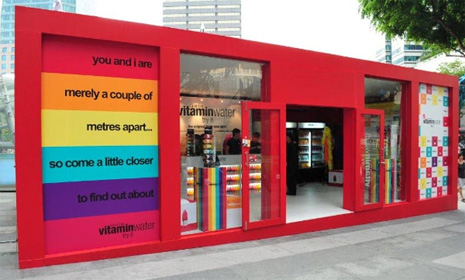 you and i are
merely a couple of
metres apart...
so come a little closer
to find out about
vitaminwater
vitaminwater